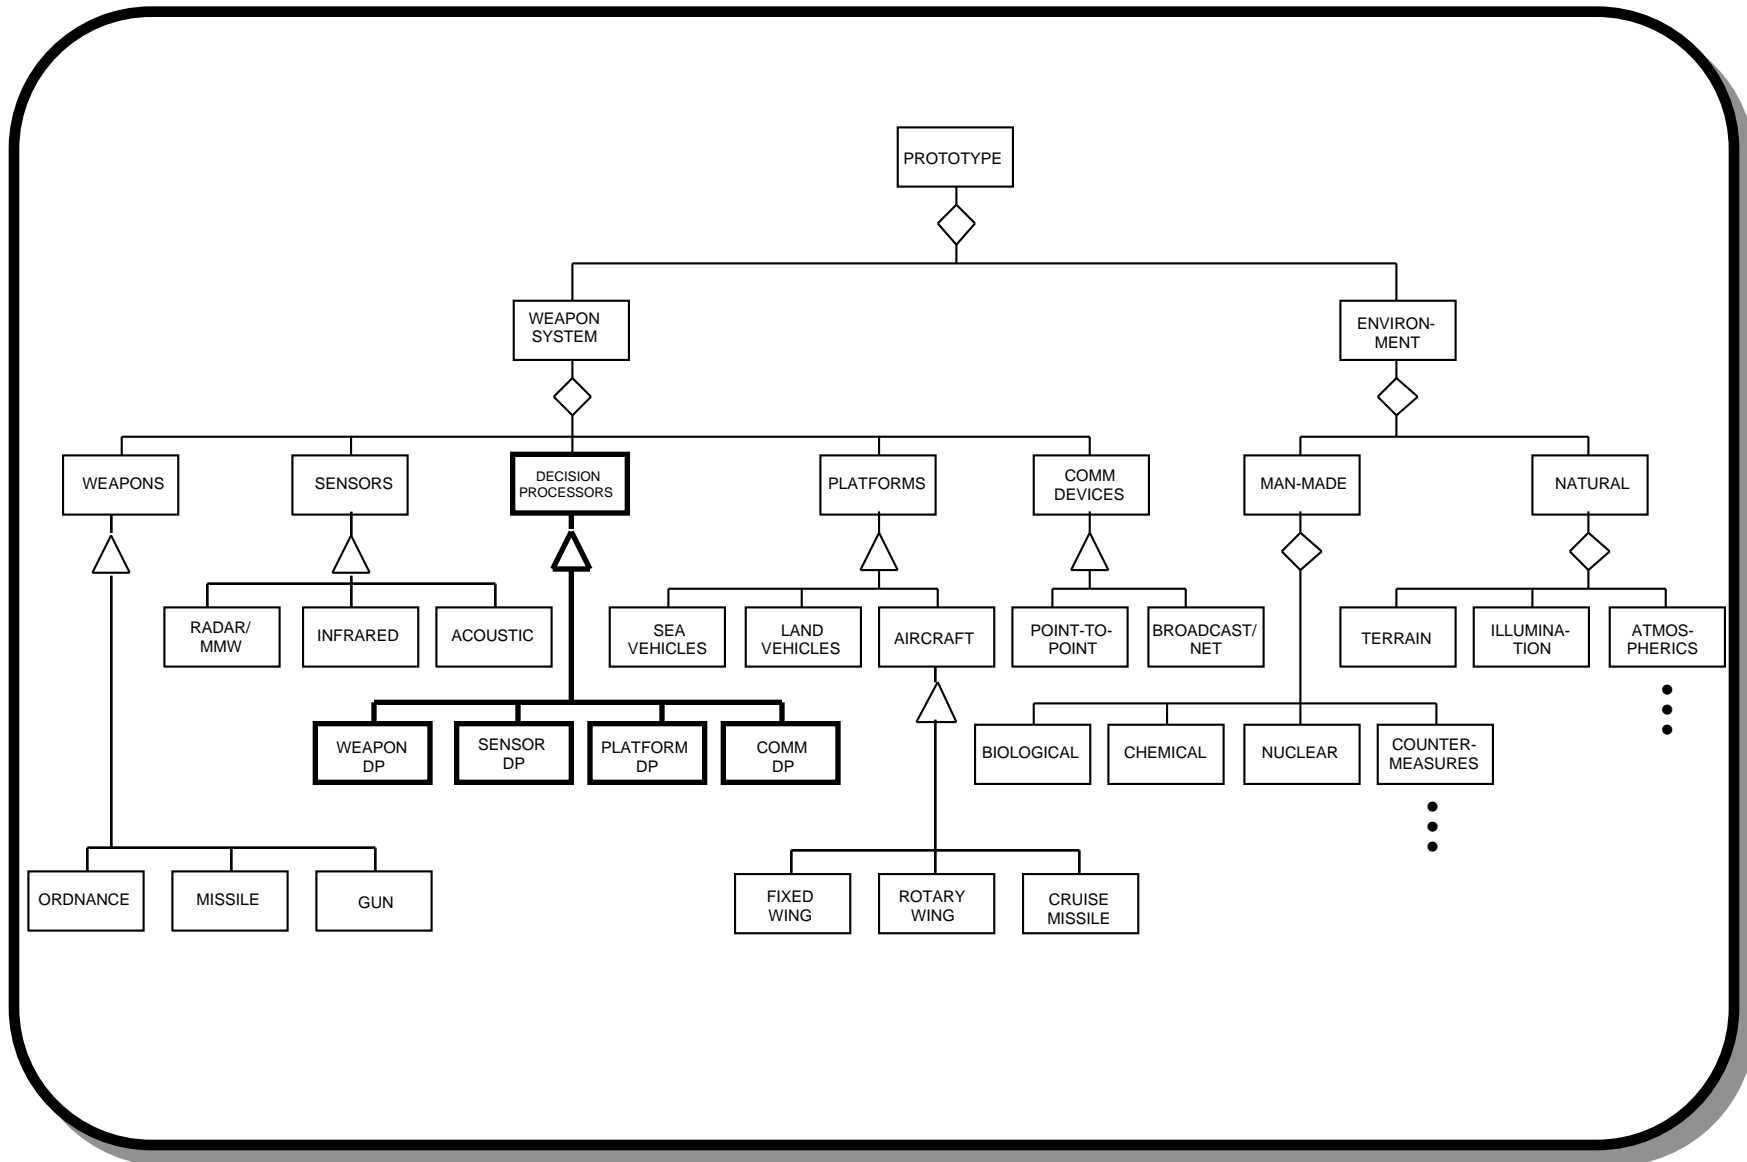 PROTOTYPE
WEAPON
SYSTEM
ENVIRON-
MENT
WEAPONS
SENSORS
DECISION
PROCESSORS
PLATFORMS
COMM
DEVICES
MAN-MADE
NATURAL
RADAR/
MMW
INFRARED
ACOUSTIC
SEA
VEHICLES
LAND
VEHICLES
AIRCRAFT
POINT-TO-
POINT
BROADCAST/
NET
TERRAIN
ILLUMINA-
TION
ATMOS-
PHERICS
WEAPON
DP
SENSOR
DP
PLATFORM
DP
COMM
DP
BIOLOGICAL
CHEMICAL
NUCLEAR
COUNTER-
MEASURES
ORDNANCE
MISSILE
GUN
FIXED
WING
ROTARY
WING
CRUISE
MISSILE